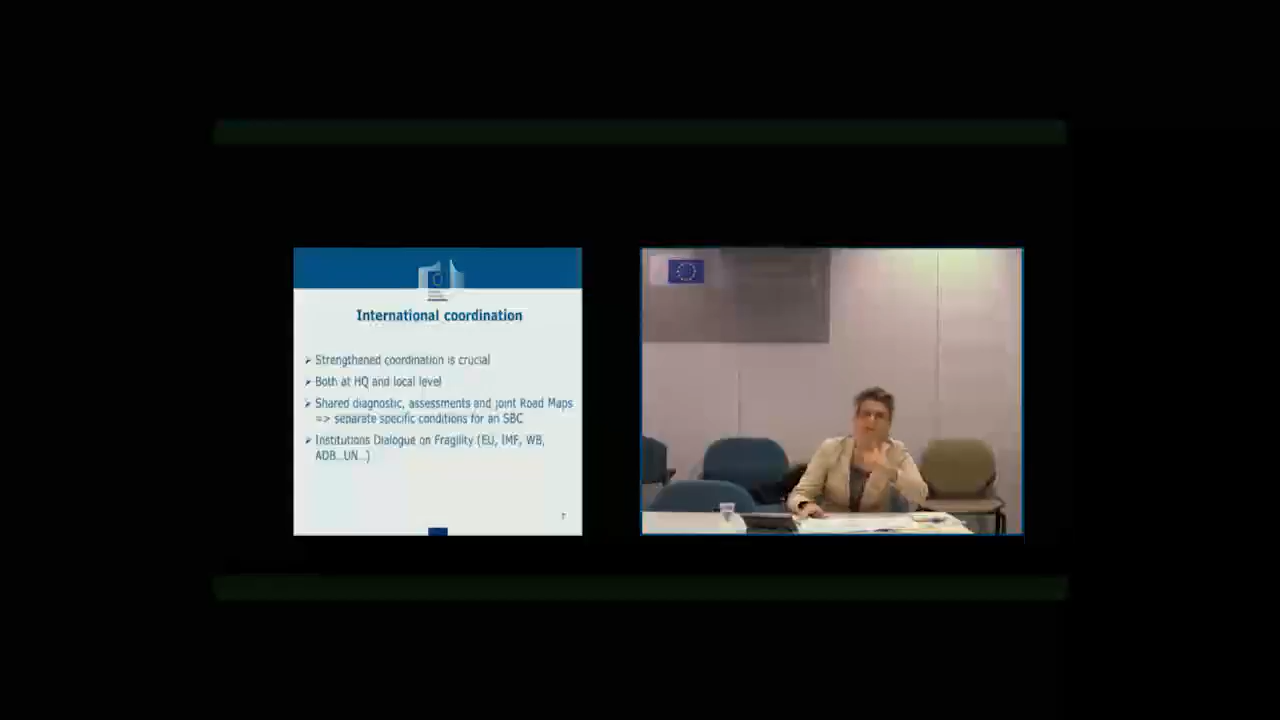 International coordination
Strengthened coordination is crucial
Both at HQ and local level
Shared diagnostic, assessments and joint Road Maps
=> separate specific conditions for an SBC
Institutions Dialogue on Fragility (EU, IMF, WB,
ADB...UN...)
7